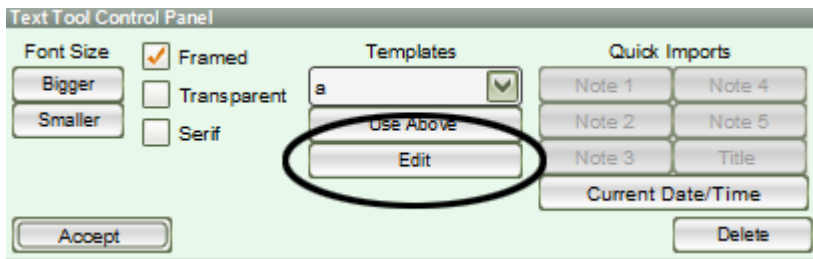 Text Tool Control Panel
Font Size
Bigger
Smaller
Framed
Transparent
Serif
Templates
a
Use Above
Edit
Quick Imports
Note 1 Note 4
Note 2 Note 5
Note 3 Title
Current Date/Time
Accept
Delete